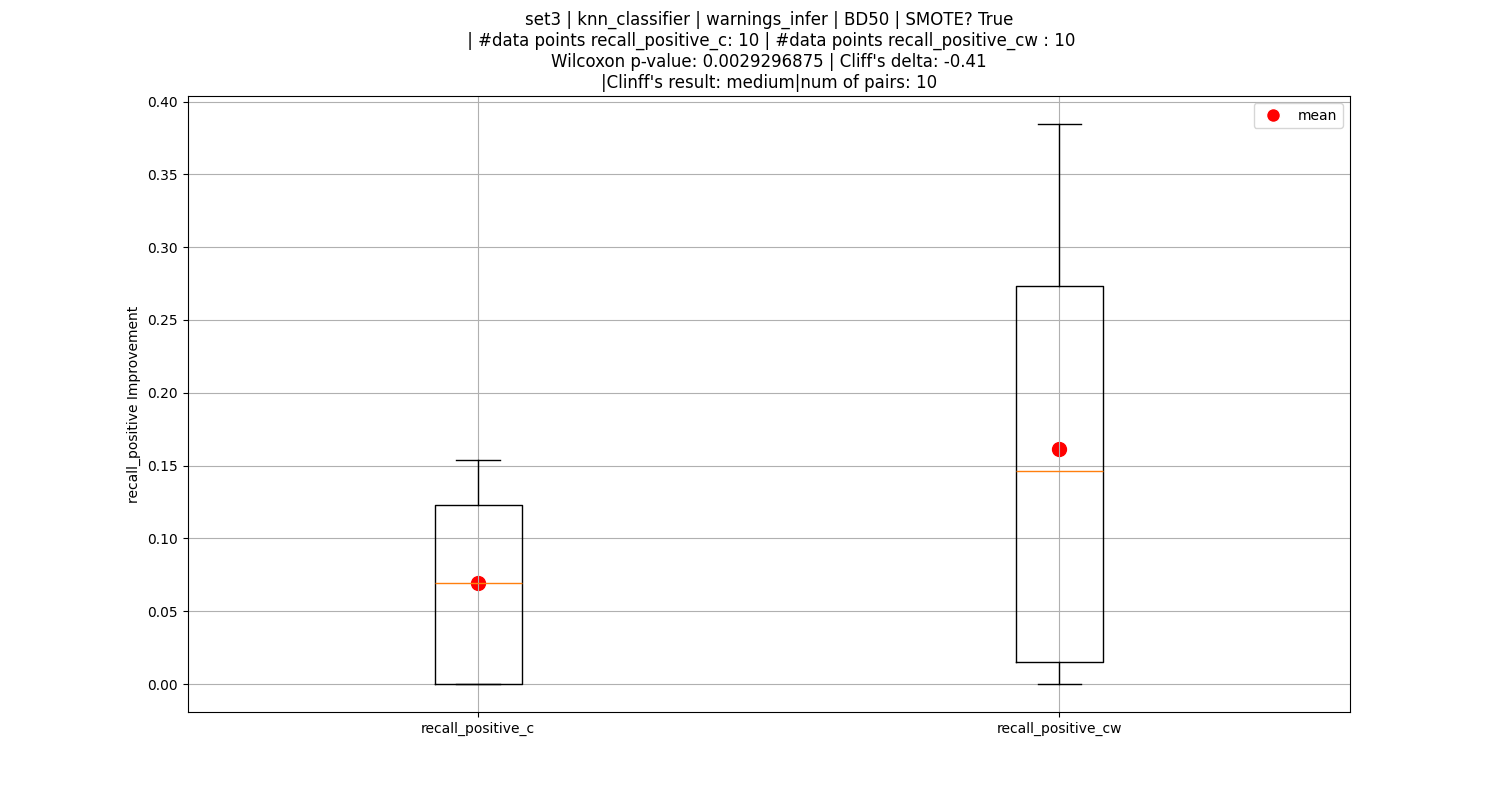 set3 | knn_classifier | warnings_infer | BD50 | SMOTE? True
| #data points recall_positive_c: 10 | #data points recall_positive_cw : 10
Wilcoxon p-value: 0.0029296875 | Cliff's delta: -0.41
|Clinff's result: medium|num of pairs: 10
mean
recall_positive Improvement
0.40
0.35
0.30
0.25
0.20
0.15
0.10
0.05
0.00
recall_positive_c
recall_positive_cw